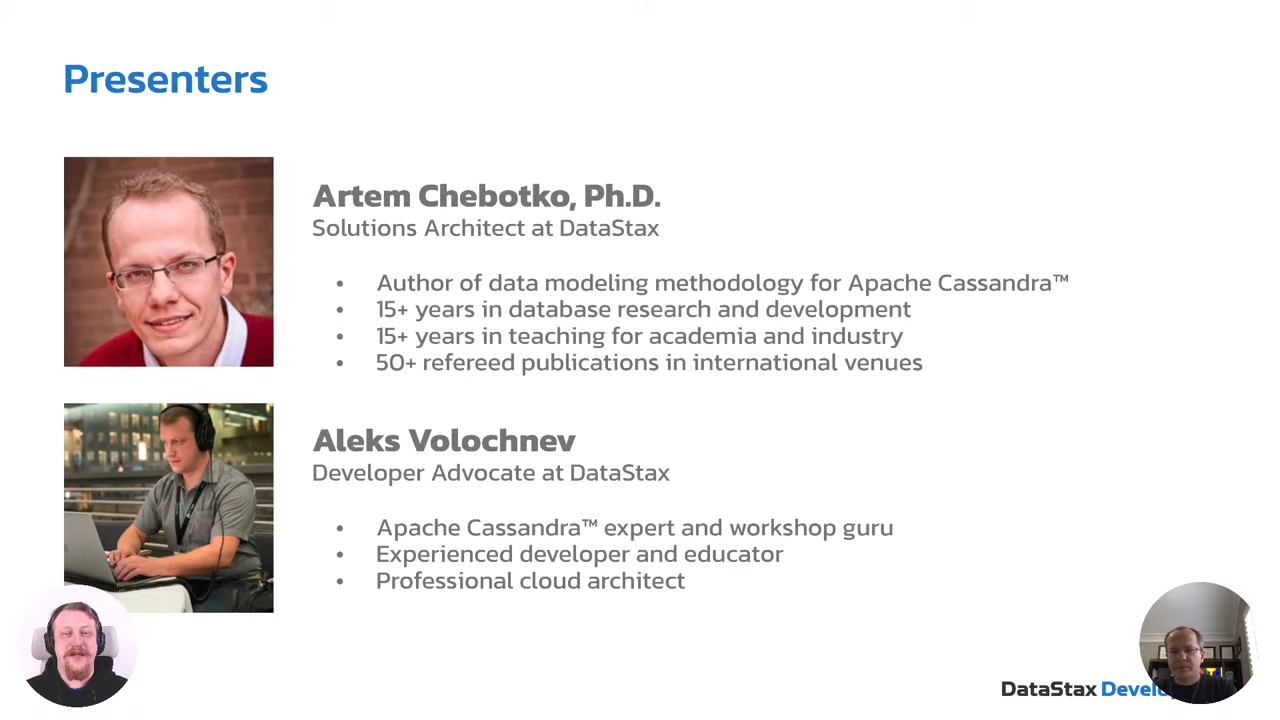 Presenters
Artem Chebotko, Ph.D.
Solutions Architect at DataStax
• Author of data modeling methodology for Apache Cassandra™
• 15+ years in database research and development
• 15+ years in teaching for academia and industry
• 50+ refereed publications in international venues
Aleks Volochnev
Developer Advocate at DataStax
• Apache Cassandra™ expert and workshop guru
• Experienced developer and educator
• Professional cloud architect
DataStax